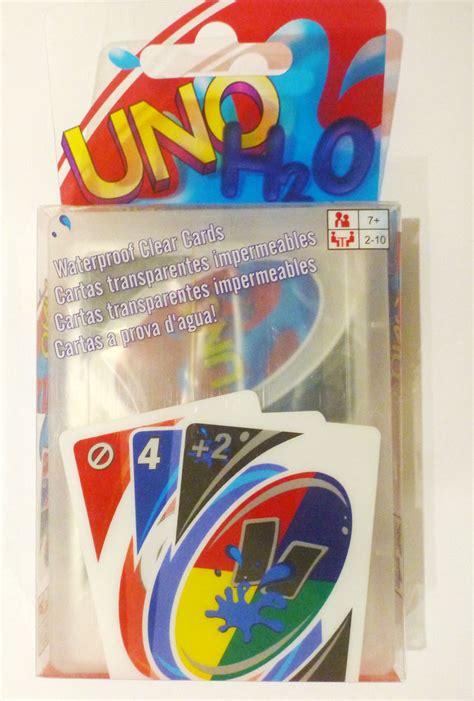 UNO
H2O
7+
2-10
Waterproof Clear Cards
Cartas transparentes impermeables
Cartas transparentes impermeables
Cartas a prova d'agua!
UNO
4
+2